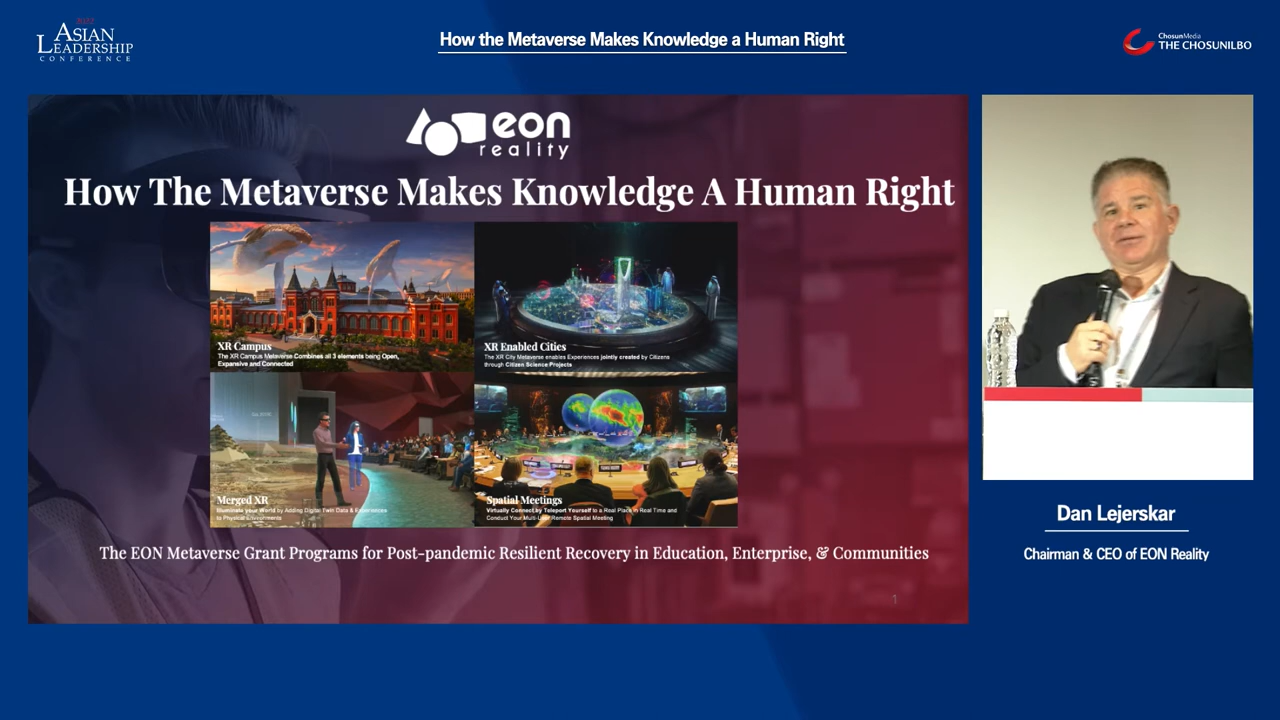 2022
ASIAN
LEADERSHIP
CONFERENCE
How the Metaverse Makes Knowledge a Human Right
ChosunMedia
THE CHOSUNILBO
eon
reality
How The Metaverse Makes Knowledge A Human Right
XR Campus
The XR Campus Metaverse Combines all 3 elements being Open,
Expansive and Connected
XR Enabled Cities
The XR City Metaverse enables Experiences jointly created by Citizens
through Citizen Science Projects
Merged XR
Illuminate your World by Adding Digital Twin Data & Experiences
to Physical Environments
Spatial Meetings
Virtually Connect by Teleport Yourself to a Real Place in Real Time and
Conduct Your Multi-User Remote Spatial Meeting
The EON Metaverse Grant Programs for Post-pandemic Resilient Recovery in Education, Enterprise, & Communities
1
Dan Lejerskar
Chairman & CEO of EON Reality